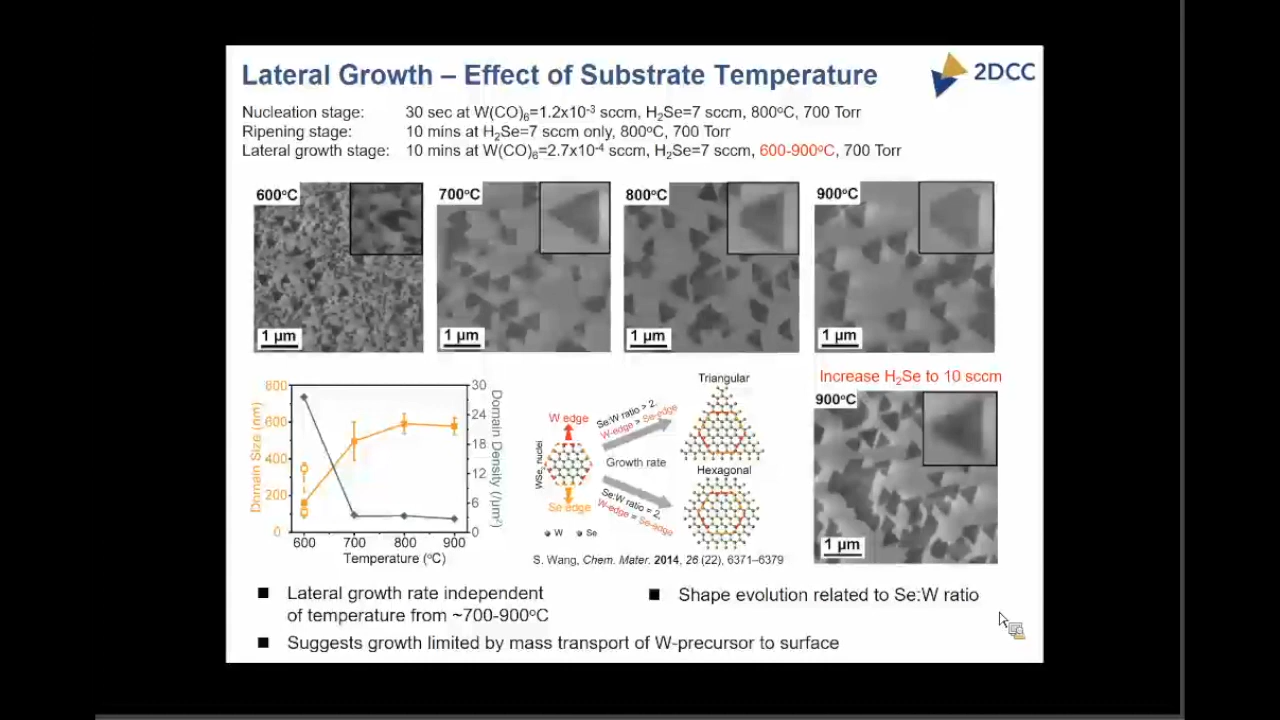 Lateral Growth – Effect of Substrate Temperature
2DCC
Nucleation stage: 30 sec at W(CO)₆=1.2x10⁻³ sccm, H₂Se=7 sccm, 800ºC, 700 Torr
Ripening stage: 10 mins at H₂Se=7 sccm only, 800ºC, 700 Torr
Lateral growth stage: 10 mins at W(CO)₆=2.7x10⁻⁴ sccm, H₂Se=7 sccm, 600-900ºC, 700 Torr
600ºC
700ºC
800ºC
900ºC
1 µm
1 µm
1 µm
1 µm
Increase H₂Se to 10 sccm
900ºC
1 µm
800
600
400
200
0
Domain Size (nm)
30
24
18
12
6
0
Domain Density (/µm²)
600 700 800 900
Temperature (ºC)
Triangular
W edge
Se:W ratio > 2,
W-edge > Se-edge
WSe₂ nuclei
Growth rate
Hexagonal
Se edge
Se:W ratio = 2,
W-edge = Se-edge
W Se
S. Wang, Chem. Mater. 2014, 26 (22), 6371–6379
■ Lateral growth rate independent
of temperature from ~700-900ºC
■ Shape evolution related to Se:W ratio
■ Suggests growth limited by mass transport of W-precursor to surface